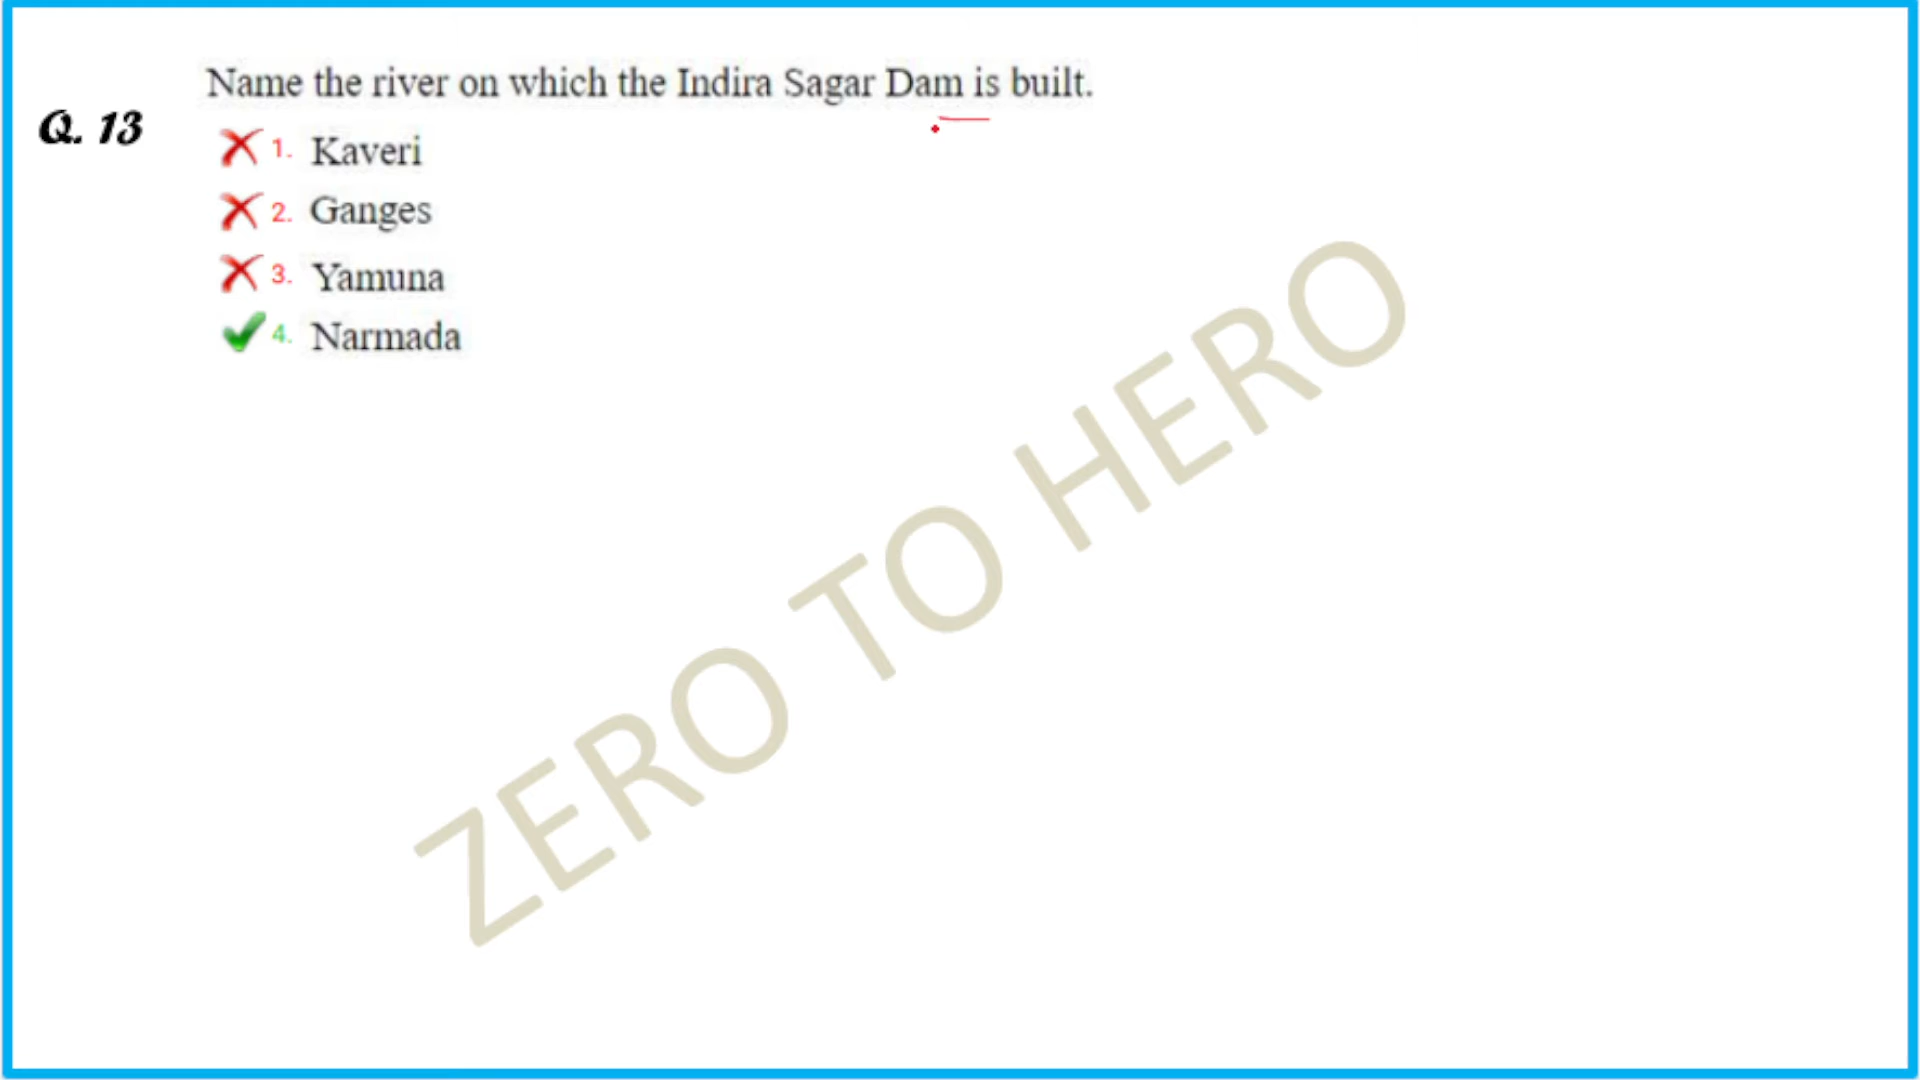 Name the river on which the Indira Sagar Dam is built.
Q. 13
1. Kaveri
2. Ganges
3. Yamuna
4. Narmada
ZERO TO HERO